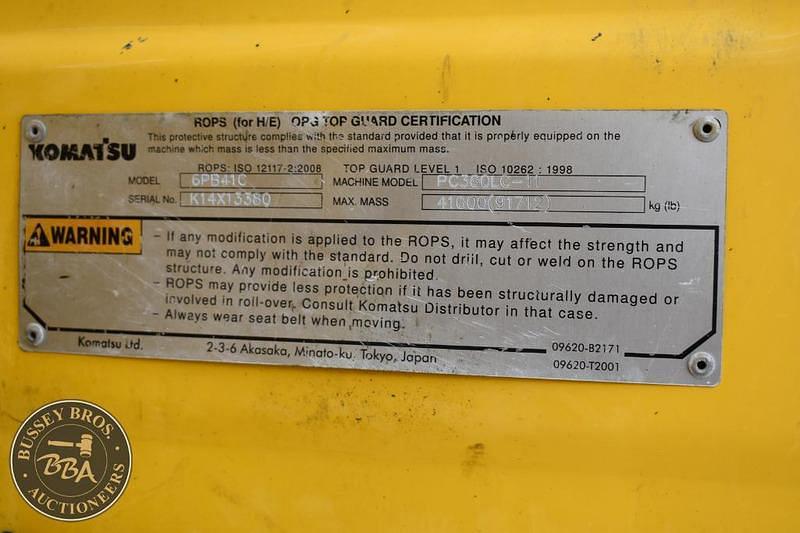 ROPS (for H/E) OPG TOP GUARD CERTIFICATION
KOMATSU
This protective structure complies with the standard provided that it is properly equipped on the
machine which mass is less than the specified maximum mass.
ROPS: ISO 12117-2:2008 TOP GUARD LEVEL 1 ISO 10262 : 1998
MODEL 6PB41C MACHINE MODEL PC360LC-11
SERIAL No. K14X13380 MAX. MASS 41600(91712) kg (lb)
WARNING
- If any modification is applied to the ROPS, it may affect the strength and
may not comply with the standard. Do not drill, cut or weld on the ROPS
structure. Any modification is prohibited.
- ROPS may provide less protection if it has been structurally damaged or
involved in roll-over. Consult Komatsu Distributor in that case.
- Always wear seat belt when moving.
Komatsu Ltd. 2-3-6 Akasaka, Minato-ku, Tokyo, Japan
09620-B2171
09620-T2001
BUSSEY BROS.
BBA
AUCTIONEERS